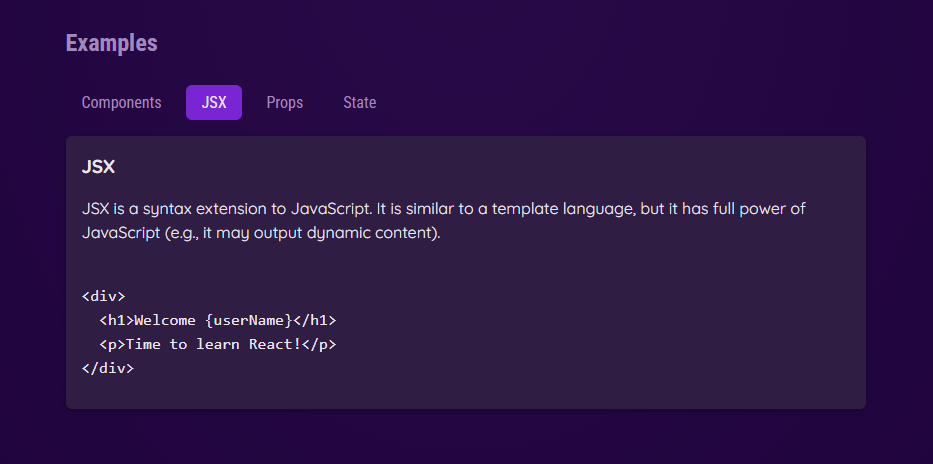 Examples
Components JSX Props State
JSX
JSX is a syntax extension to JavaScript. It is similar to a template language, but it has full power of
JavaScript (e.g., it may output dynamic content).
<div>
  <h1>Welcome {userName}</h1>
  <p>Time to learn React!</p>
</div>